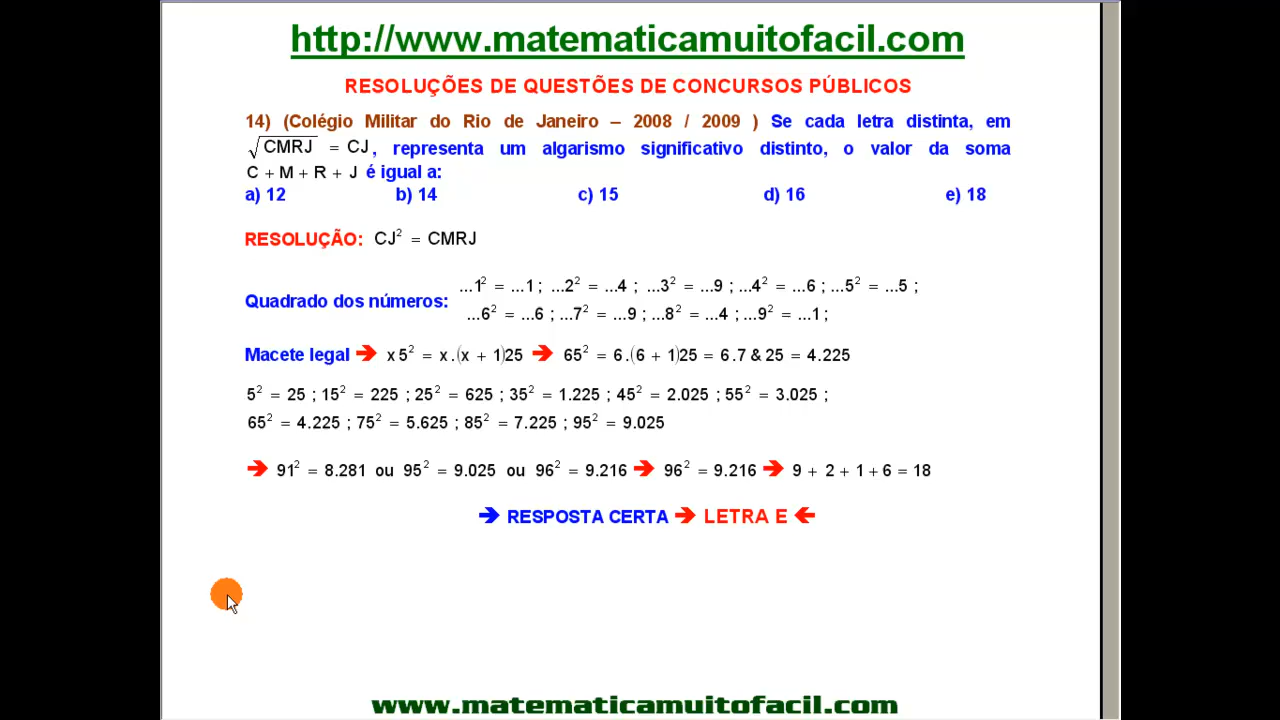 http://www.matematicamuitofacil.com
RESOLUÇÕES DE QUESTÕES DE CONCURSOS PÚBLICOS
14) (Colégio Militar do Rio de Janeiro – 2008 / 2009 ) Se cada letra distinta, em
√CMRJ = CJ, representa um algarismo significativo distinto, o valor da soma
C + M + R + J é igual a:
a) 12 b) 14 c) 15 d) 16 e) 18
RESOLUÇÃO: CJ² = CMRJ
...1² = ...1 ; ...2² = ...4 ; ...3² = ...9 ; ...4² = ...6 ; ...5² = ...5 ;
Quadrado dos números:
...6² = ...6 ; ...7² = ...9 ; ...8² = ...4 ; ...9² = ...1 ;
Macete legal ➔ x 5² = x . (x + 1)25 ➔ 65² = 6 . (6 + 1)25 = 6 . 7 & 25 = 4.225
5² = 25 ; 15² = 225 ; 25² = 625 ; 35² = 1.225 ; 45² = 2.025 ; 55² = 3.025 ;
65² = 4.225 ; 75² = 5.625 ; 85² = 7.225 ; 95² = 9.025
➔ 91² = 8.281 ou 95² = 9.025 ou 96² = 9.216 ➔ 96² = 9.216 ➔ 9 + 2 + 1 + 6 = 18
➔ RESPOSTA CERTA ➔ LETRA E ←
www.matematicamuitofacil.com